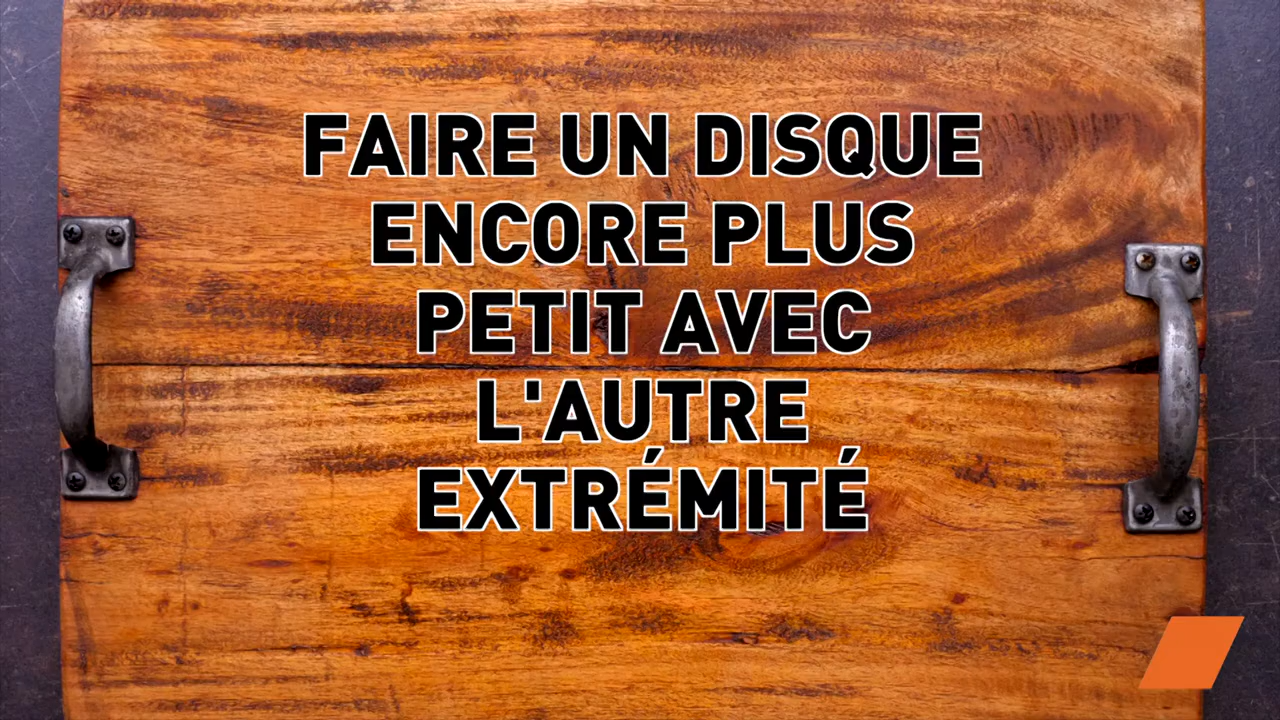 FAIRE UN DISQUE
ENCORE PLUS
PETIT AVEC
L'AUTRE
EXTRÉMITÉ